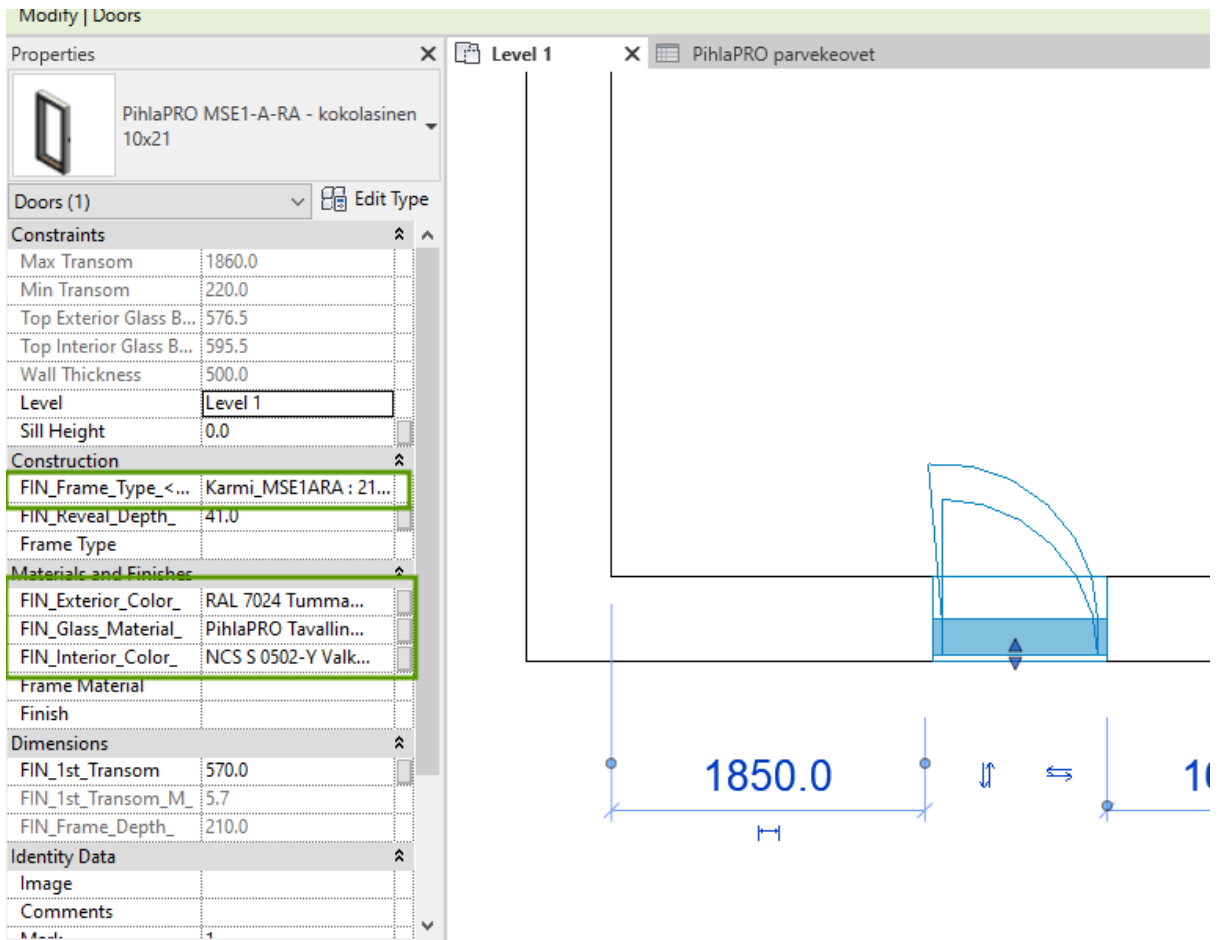 Modify | Doors
Properties
Level 1
PihlaPRO parvekeovet
PihlaPRO MSE1-A-RA - kokolasinen
10x21
Doors (1)
Edit Type
Constraints
Max Transom 1860.0
Min Transom 220.0
Top Exterior Glass B... 576.5
Top Interior Glass B... 595.5
Wall Thickness 500.0
Level Level 1
Sill Height 0.0
Construction
FIN_Frame_Type_<... Karmi_MSE1ARA : 21...
FIN_Reveal_Depth_ 41.0
Frame Type
Materials and Finishes
FIN_Exterior_Color_ RAL 7024 Tumma...
FIN_Glass_Material_ PihlaPRO Tavallin...
FIN_Interior_Color_ NCS S 0502-Y Valk...
Frame Material
Finish
Dimensions
FIN_1st_Transom 570.0
FIN_1st_Transom_M_ 5.7
FIN_Frame_Depth_ 210.0
Identity Data
Image
Comments
Mark 1
1850.0